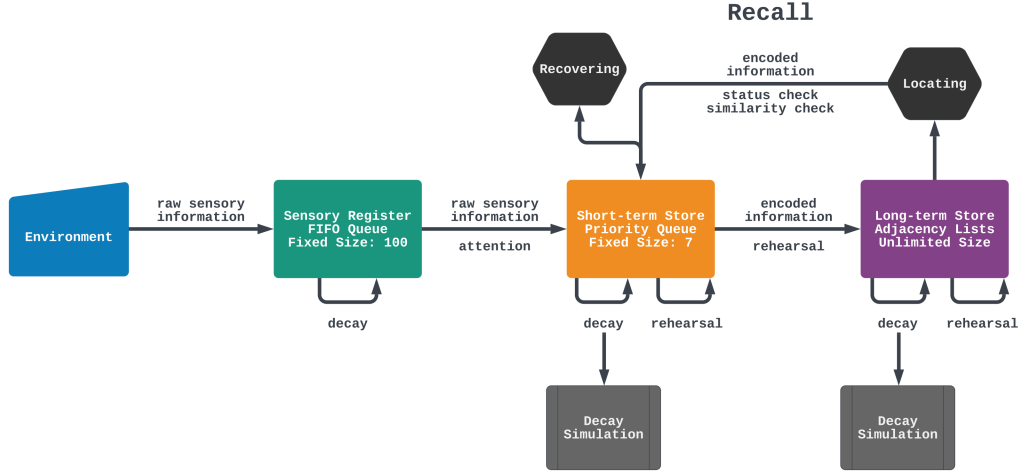 Recall
Recovering
encoded
information
status check
similarity check
Locating
Environment
raw sensory
information
Sensory Register
FIFO Queue
Fixed Size: 100
raw sensory
information
attention
Short-term Store
Priority Queue
Fixed Size: 7
encoded
information
rehearsal
Long-term Store
Adjacency Lists
Unlimited Size
decay
decay
rehearsal
decay
rehearsal
Decay
Simulation
Decay
Simulation